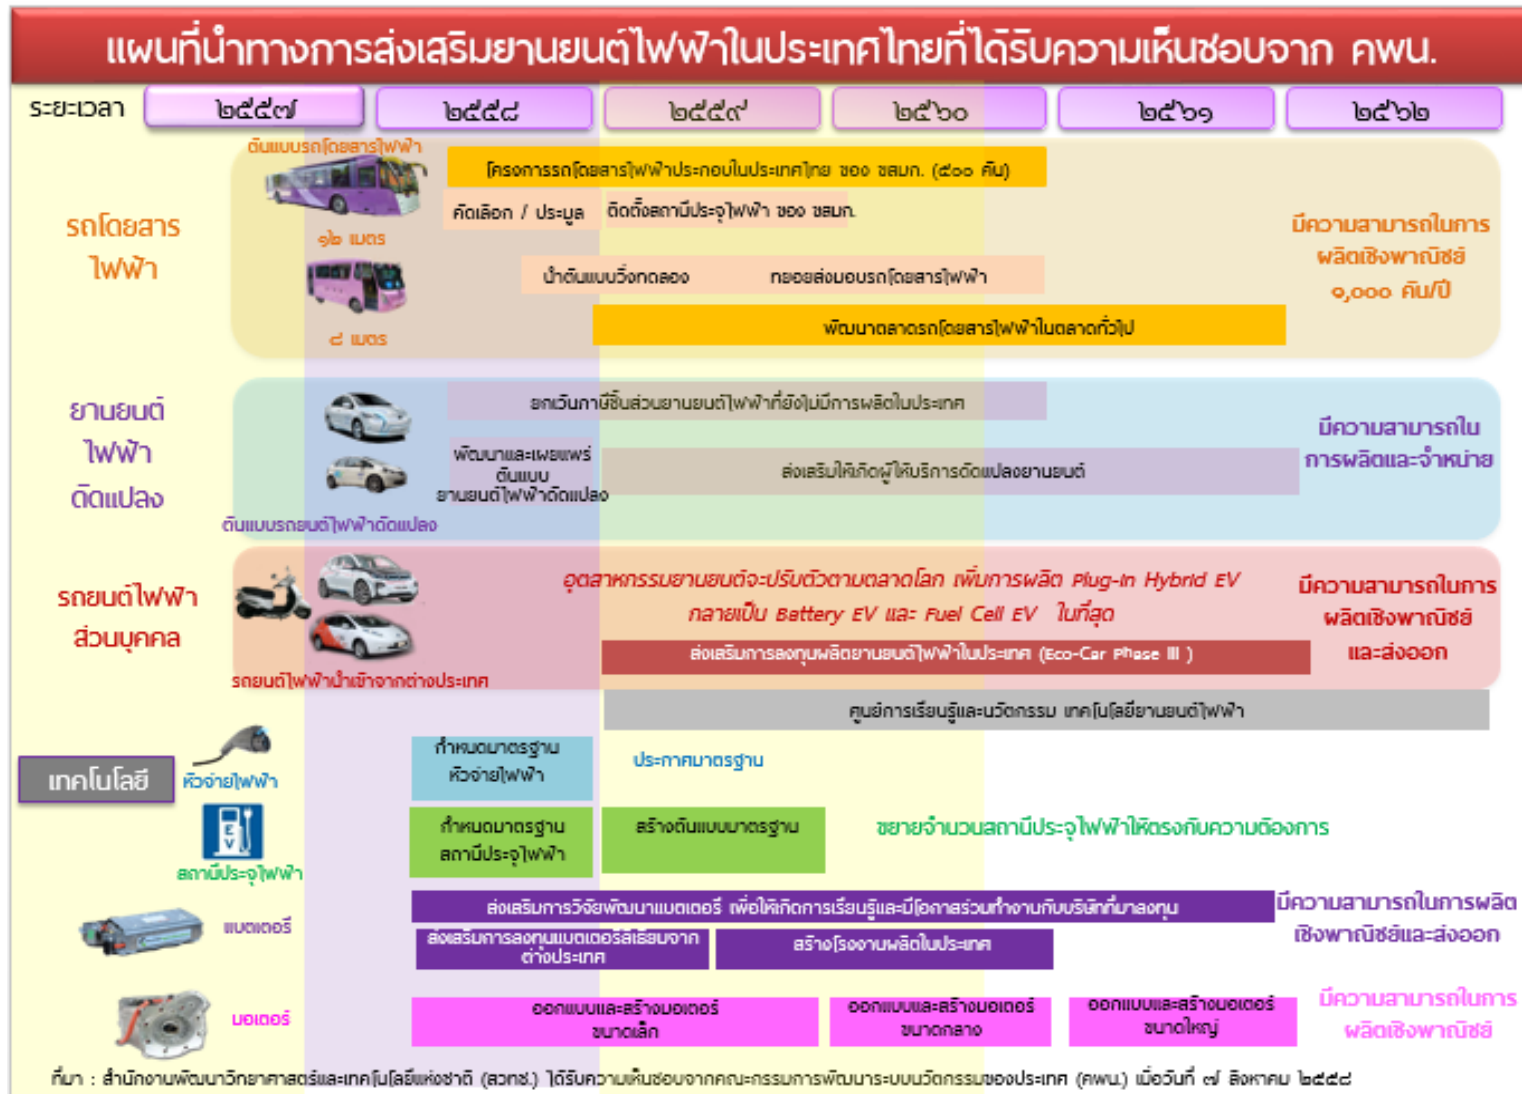 แผนที่นำทางการส่งเสริมยานยนต์ไฟฟ้าในประเทศไทยที่ได้รับความเห็นชอบจาก คพน.
ระยะเวลา ๒๕๕๗ ๒๕๕๘ ๒๕๕๙ ๒๕๖๐ ๒๕๖๑ ๒๕๖๒
รถโดยสาร
ไฟฟ้า
ต้นแบบรถโดยสารไฟฟ้า
๑๒ เมตร
๘ เมตร
โครงการรถโดยสารไฟฟ้าประกอบในประเทศไทย ของ ขสมก. (๕๐๐ คัน)
คัดเลือก / ประมูล
ติดตั้งสถานีประจุไฟฟ้า ของ ขสมก.
นำต้นแบบวิ่งทดลอง
ทยอยส่งมอบรถโดยสารไฟฟ้า
พัฒนาตลาดรถโดยสารไฟฟ้าในตลาดทั่วไป
มีความสามารถในการ
ผลิตเชิงพาณิชย์
๑,๐๐๐ คัน/ปี
ยานยนต์
ไฟฟ้า
ดัดแปลง
ต้นแบบรถยนต์ไฟฟ้าดัดแปลง
ยกเว้นภาษีชิ้นส่วนยานยนต์ไฟฟ้าที่ยังไม่มีการผลิตในประเทศ
พัฒนาและเผยแพร่
ต้นแบบ
ยานยนต์ไฟฟ้าดัดแปลง
ส่งเสริมให้เกิดผู้ให้บริการดัดแปลงยานยนต์
มีความสามารถใน
การผลิตและจำหน่าย
รถยนต์ไฟฟ้า
ส่วนบุคคล
รถยนต์ไฟฟ้านำเข้าจากต่างประเทศ
อุตสาหกรรมยานยนต์จะปรับตัวตามตลาดโลก เพิ่มการผลิต Plug-In Hybrid EV
กลายเป็น Battery EV และ Fuel Cell EV ในที่สุด
ส่งเสริมการลงทุนผลิตยานยนต์ไฟฟ้าในประเทศ (Eco-Car Phase III )
มีความสามารถในการ
ผลิตเชิงพาณิชย์
และส่งออก
ศูนย์การเรียนรู้และนวัตกรรม เทคโนโลยียานยนต์ไฟฟ้า
เทคโนโลยี
หัวจ่ายไฟฟ้า
กำหนดมาตรฐาน
หัวจ่ายไฟฟ้า
ประกาศมาตรฐาน
EV
สถานีประจุไฟฟ้า
กำหนดมาตรฐาน
สถานีประจุไฟฟ้า
สร้างต้นแบบมาตรฐาน
ขยายจำนวนสถานีประจุไฟฟ้าให้ตรงกับความต้องการ
แบตเตอรี่
ส่งเสริมการวิจัยพัฒนาแบตเตอรี่ เพื่อให้เกิดการเรียนรู้และมีโอกาสร่วมทำงานกับบริษัทที่มาลงทุน
ส่งเสริมการลงทุนแบตเตอรี่ลิเธียมจาก
ต่างประเทศ
สร้างโรงงานผลิตในประเทศ
มีความสามารถในการผลิต
เชิงพาณิชย์และส่งออก
มอเตอร์
ออกแบบและสร้างมอเตอร์
ขนาดเล็ก
ออกแบบและสร้างมอเตอร์
ขนาดกลาง
ออกแบบและสร้างมอเตอร์
ขนาดใหญ่
มีความสามารถในการ
ผลิตเชิงพาณิชย์
ที่มา : สำนักงานพัฒนาวิทยาศาสตร์และเทคโนโลยีแห่งชาติ (สวทช.) ได้รับความเห็นชอบจากคณะกรรมการพัฒนาระบบนวัตกรรมของประเทศ (คพน.) เมื่อวันที่ ๗ สิงหาคม ๒๕๕๘